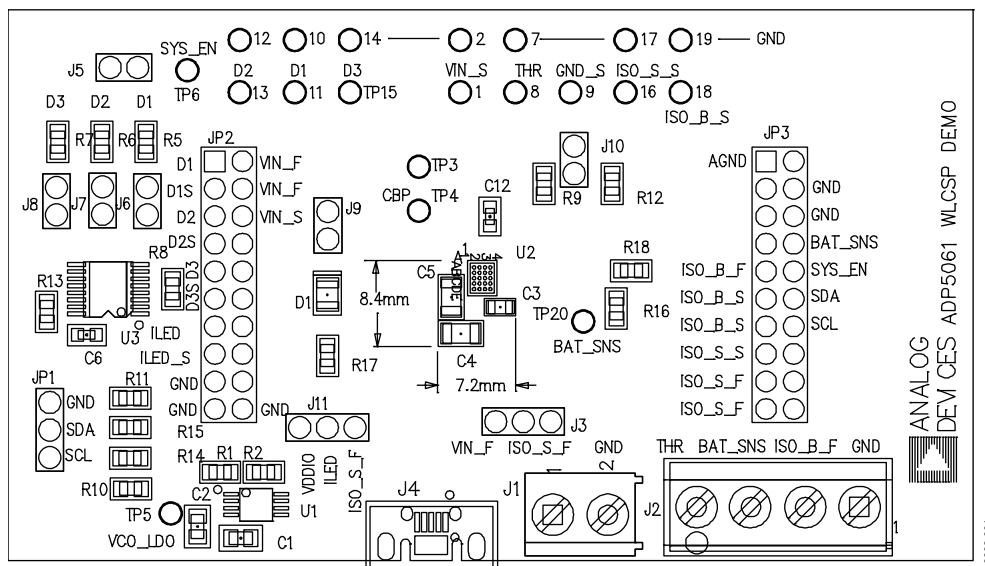 12 10 14 2 7 17 19 GND
SYS_EN
J5
TP6
D2 D1 D3 VIN_S THR GND_S ISO_S_S
13 11 TP15 1 8 9 16 18
ISO_B_S
D3 D2 D1
R7 R6 R5
J8 J7 J6
JP2
D1 VIN_F
D1S VIN_F
D2 VIN_S
D2S
D3
D3S
ILED
ILED_S
GND
GND GND
R8
R13
U3
C6
J9
D1
R17
TP3
CBP TP4
C12
J10
R9 R12
U2
A1
2 3 4
ABCDE
C5
8.4mm
C3
C4
7.2mm
R18
R16
TP20
BAT_SNS
JP3
AGND
GND
GND
BAT_SNS
ISO_B_F SYS_EN
ISO_B_S SDA
ISO_B_S SCL
ISO_S_S
ISO_S_F
ISO_S_F
ANALOG
DEVICES ADP5061 WLCSP DEMO
JP1
GND
SDA
SCL
R11
R15
R14
R10
R1 R2
C2
U1
TP5
VCO_LDO
C1
J11
VDDIO
ILED
ISO_S_F
J4
J3
VIN_F ISO_S_F GND
J1
1 2
THR BAT_SNS ISO_B_F GND
J2
1